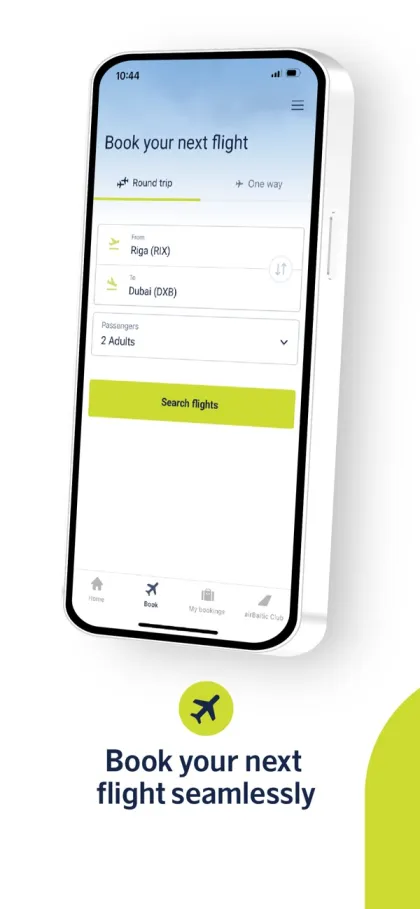 10:44
Book your next flight
Round trip
One way
From
Riga (RIX)
To
Dubai (DXB)
Passengers
2 Adults
Search flights
Home
Book
My bookings
airBaltic Club
Book your next
flight seamlessly